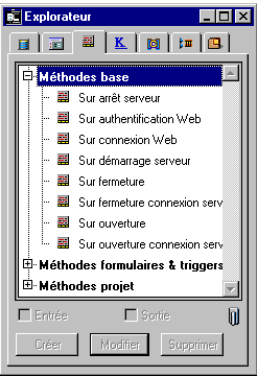 Explorateur
K
Méthodes base
Sur arrêt serveur
Sur authentification Web
Sur connexion Web
Sur démarrage serveur
Sur fermeture
Sur fermeture connexion serv
Sur ouverture
Sur ouverture connexion serv
Méthodes formulaires & triggers
Méthodes projet
Entrée
Sortie
Créer
Modifier
Supprimer